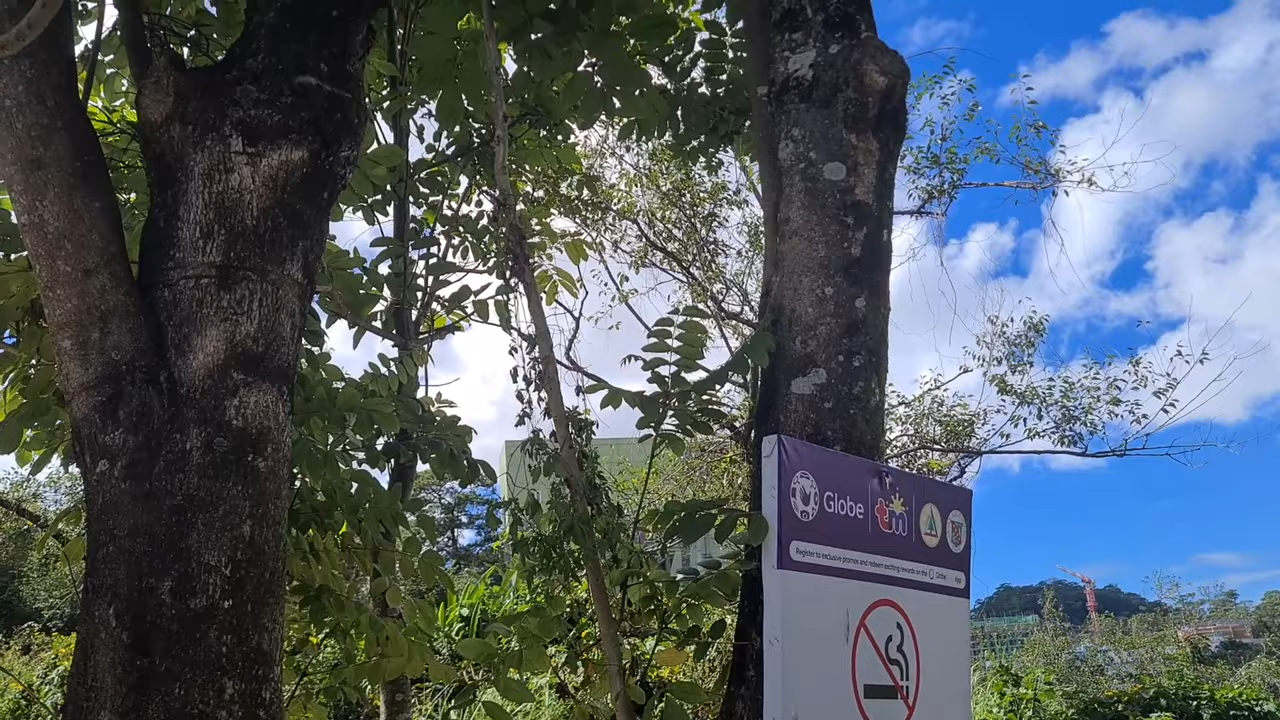 Globe
tm
Register to exclusive promos and redeem exciting rewards on the Globe App